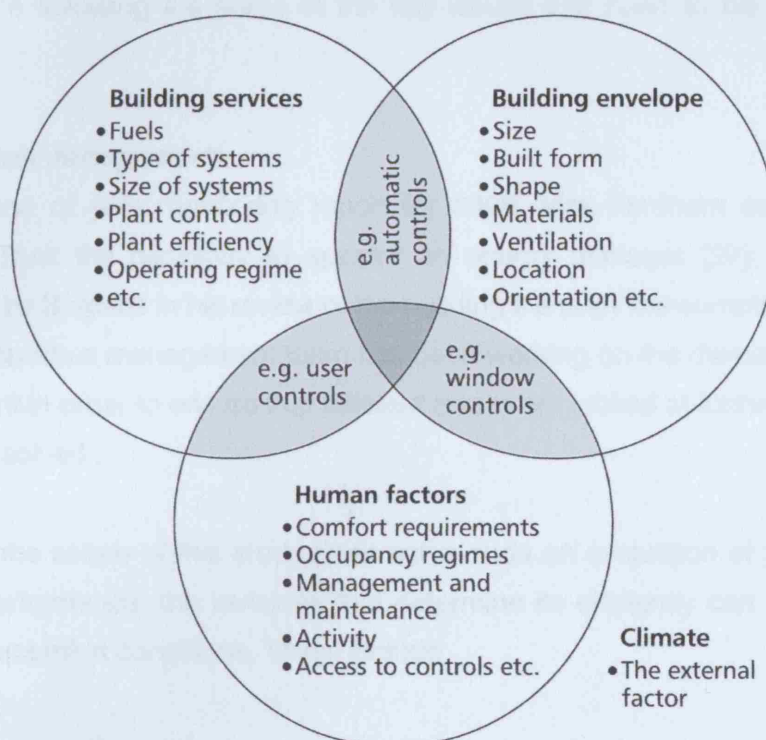 Building services
• Fuels
• Type of systems
• Size of systems
• Plant controls
• Plant efficiency
• Operating regime
• etc.
e.g.
automatic
controls
Building envelope
• Size
• Built form
• Shape
• Materials
• Ventilation
• Location
• Orientation etc.
e.g. user
controls
e.g.
window
controls
Human factors
• Comfort requirements
• Occupancy regimes
• Management and
maintenance
• Activity
• Access to controls etc.
Climate
• The external
factor